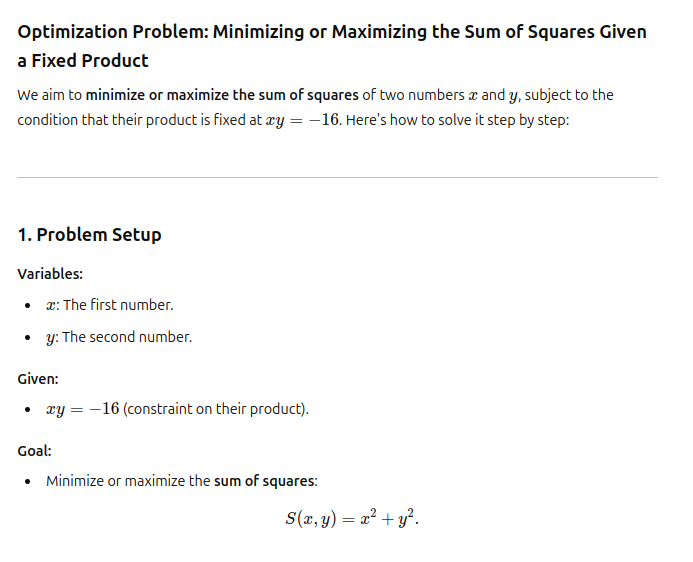 Optimization Problem: Minimizing or Maximizing the Sum of Squares Given
a Fixed Product
We aim to minimize or maximize the sum of squares of two numbers x and y, subject to the
condition that their product is fixed at xy = −16. Here's how to solve it step by step:
1. Problem Setup
Variables:
• x: The first number.
• y: The second number.
Given:
• xy = −16 (constraint on their product).
Goal:
• Minimize or maximize the sum of squares:
S(x, y) = x² + y².